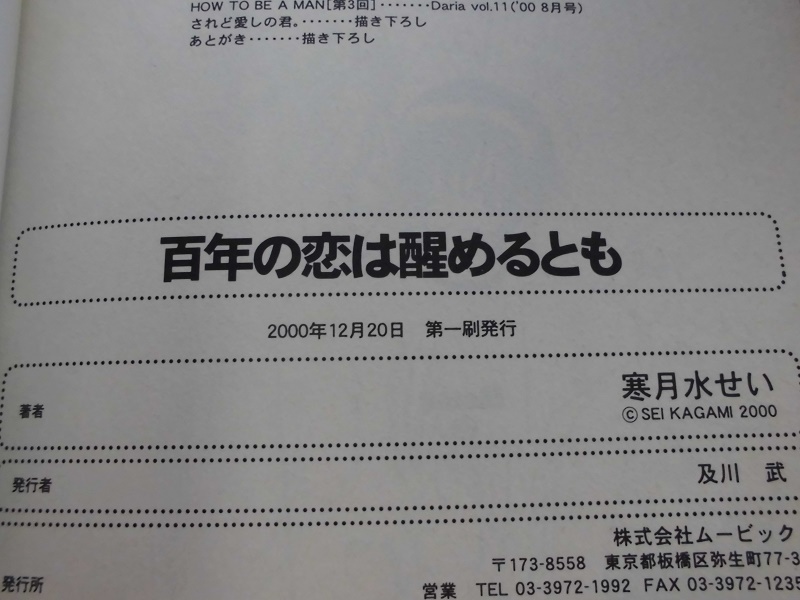 HOW TO BE A MAN[第3回]・・・・・・・Daria vol.11('00 8月号)
されど愛しの君。・・・・・・・描き下ろし
あとがき・・・・・・・描き下ろし
百年の恋は醒めるとも
2000年12月20日　第一刷発行
著者
寒月水せい
©SEI KAGAMI 2000
発行者
及川　武
株式会社ムービック
〒173-8558　東京都板橋区弥生町77-3
発行所
営業　TEL 03-3972-1992 FAX 03-3972-1235